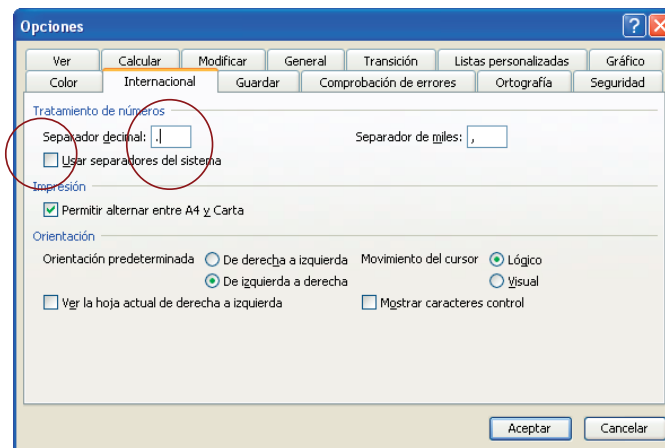 Opciones
Ver Calcular Modificar General Transición Listas personalizadas Gráfico
Color Internacional Guardar Comprobación de errores Ortografía Seguridad
Tratamiento de números
Separador decimal: . Separador de miles: ,
Usar separadores del sistema
Impresión
Permitir alternar entre A4 y Carta
Orientación
Orientación predeterminada De derecha a izquierda Movimiento del cursor Lógico
De izquierda a derecha Visual
Ver la hoja actual de derecha a izquierda Mostrar caracteres control
Aceptar Cancelar